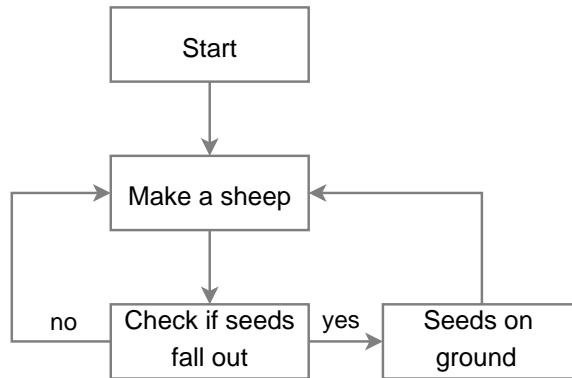 Start
Make a sheep
no
Check if seeds
fall out
yes
Seeds on
ground